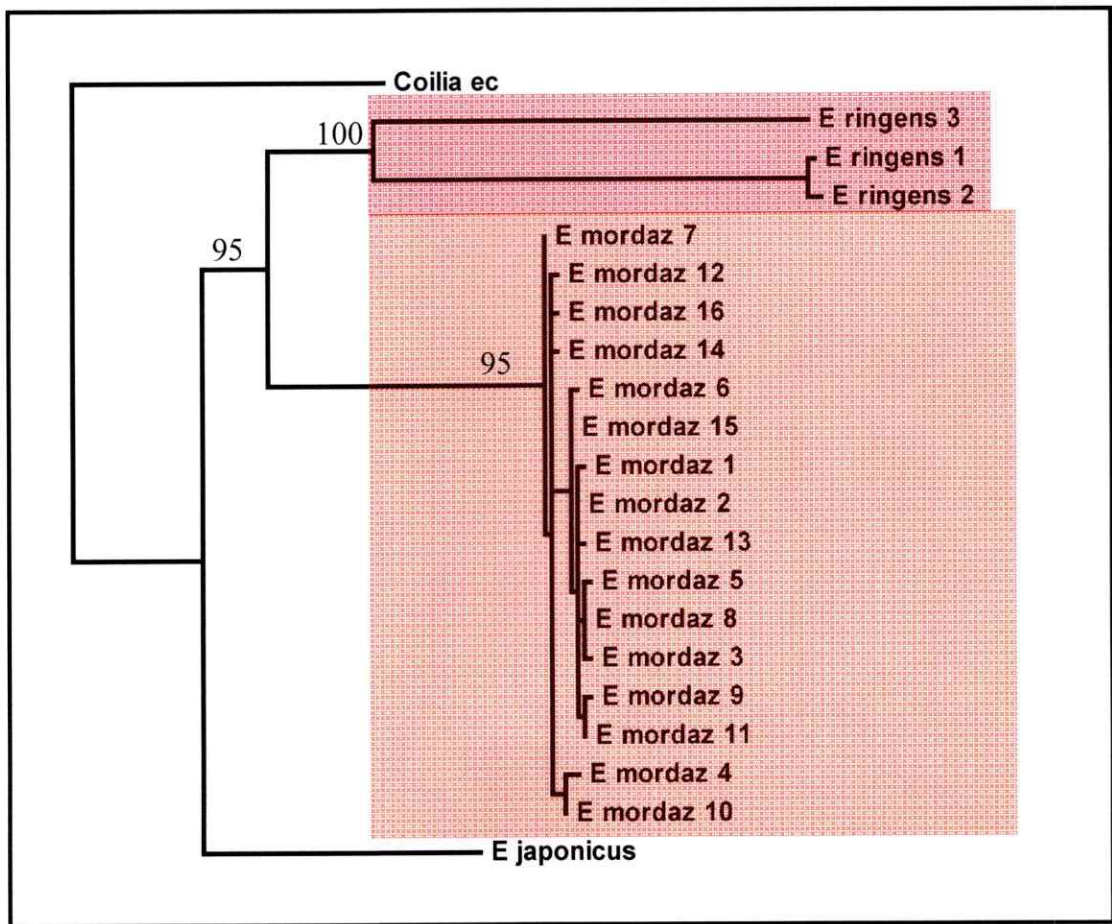 Coilia ec
E ringens 3
100
E ringens 1
E ringens 2
E mordaz 7
95
E mordaz 12
E mordaz 16
E mordaz 14
95
E mordaz 6
E mordaz 15
E mordaz 1
E mordaz 2
E mordaz 13
E mordaz 5
E mordaz 8
E mordaz 3
E mordaz 9
E mordaz 11
E mordaz 4
E mordaz 10
E japonicus